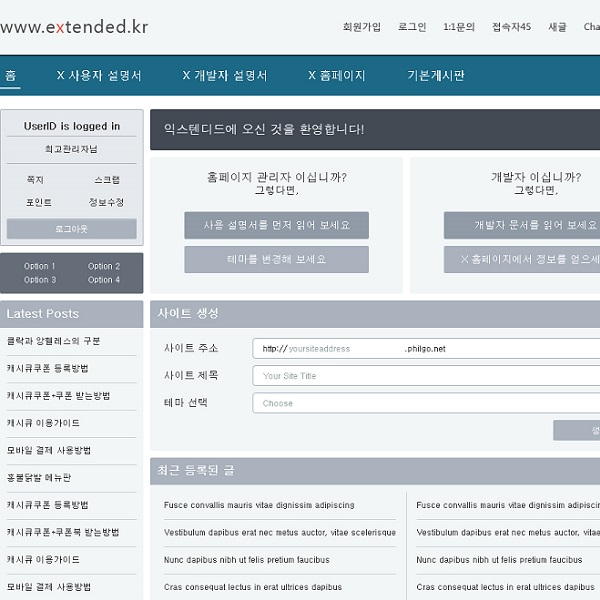 www.extended.kr
회원가입 로그인 1:1문의 접속자45 새글
홈 X 사용자 설명서 X 개발자 설명서 X 홈페이지 기본게시판
UserID is logged in
최고관리자님
쪽지 스크랩
포인트 정보수정
로그아웃
Option 1 Option 2
Option 3 Option 4
Latest Posts
콜락과 앙팰레스의 구분
캐시큐쿠폰 등록방법
캐시큐쿠폰+쿠폰 받는방법
캐시큐 이용가이드
모바일 결제 사용방법
홍불닭발 메뉴판
캐시큐쿠폰 등록방법
캐시큐쿠폰+쿠폰북 받는방법
캐시큐 이용가이드
모바일 결제 사용방법
익스텐디드에 오신 것을 환영합니다!
홈페이지 관리자 이십니까?
그렇다면,
사용 설명서를 먼저 읽어 보세요
테마를 변경해 보세요
개발자 이십니까?
그렇다면,
개발자 문서를 읽어 보세요
X 홈페이지에서 정보를 얻으세
사이트 생성
사이트 주소 http:// yoursiteaddress .philgo.net
사이트 제목 Your Site Title
테마 선택 Choose
최근 등록된 글
Fusce convallis mauris vitae dignissim adipiscing
Vestibulum dapibus erat nec metus auctor, vitae scelerisque
Nunc dapibus nibh ut felis pretium faucibus
Cras consequat lectus in erat ultrices dapibus
Fusce convallis mauris vitae dignissim
Vestibulum dapibus erat nec metus auctor,
Nunc dapibus nibh ut felis pretium faucibus
Cras consequat lectus in erat ultrices dapibus